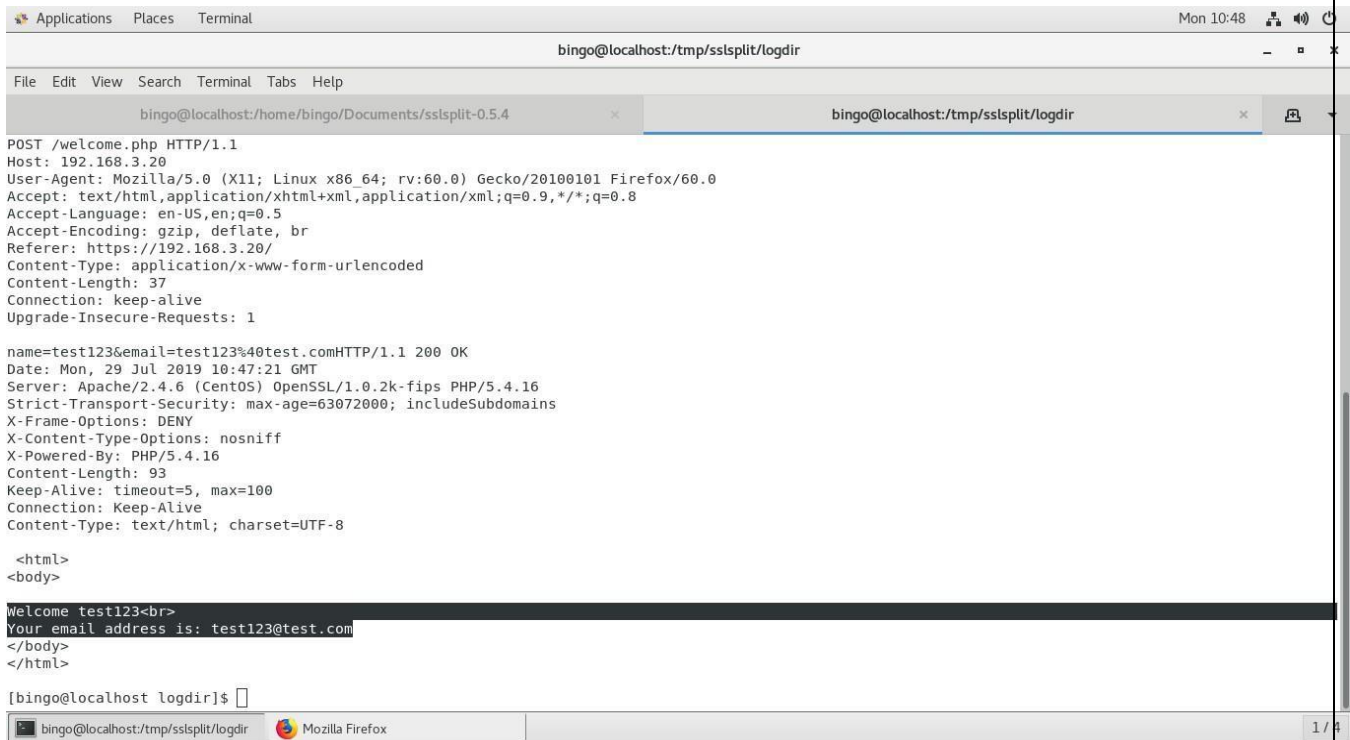 Applications Places Terminal Mon 10:48
bingo@localhost:/tmp/sslsplit/logdir
File Edit View Search Terminal Tabs Help
bingo@localhost:/home/bingo/Documents/sslsplit-0.5.4 bingo@localhost:/tmp/sslsplit/logdir
POST /welcome.php HTTP/1.1
Host: 192.168.3.20
User-Agent: Mozilla/5.0 (X11; Linux x86_64; rv:60.0) Gecko/20100101 Firefox/60.0
Accept: text/html,application/xhtml+xml,application/xml;q=0.9,*/*;q=0.8
Accept-Language: en-US,en;q=0.5
Accept-Encoding: gzip, deflate, br
Referer: https://192.168.3.20/
Content-Type: application/x-www-form-urlencoded
Content-Length: 37
Connection: keep-alive
Upgrade-Insecure-Requests: 1
name=test123&email=test123%40test.comHTTP/1.1 200 OK
Date: Mon, 29 Jul 2019 10:47:21 GMT
Server: Apache/2.4.6 (CentOS) OpenSSL/1.0.2k-fips PHP/5.4.16
Strict-Transport-Security: max-age=63072000; includeSubdomains
X-Frame-Options: DENY
X-Content-Type-Options: nosniff
X-Powered-By: PHP/5.4.16
Content-Length: 93
Keep-Alive: timeout=5, max=100
Connection: Keep-Alive
Content-Type: text/html; charset=UTF-8
<html>
<body>
Welcome test123<br>
Your email address is: test123@test.com
</body>
</html>
[bingo@localhost logdir]$
bingo@localhost:/tmp/sslsplit/logdir Mozilla Firefox 1/4